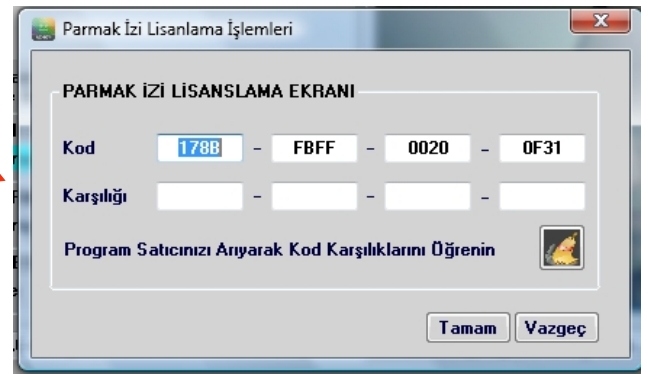 Parmak İzi Lisanlama İşlemleri
PARMAK İZİ LİSANSLAMA EKRANI
Kod 178B - FBFF - 0020 - 0F31
Karşılığı - - -
Program Satıcınızı Arıyarak Kod Karşılıklarını Öğrenin
Tamam Vazgeç